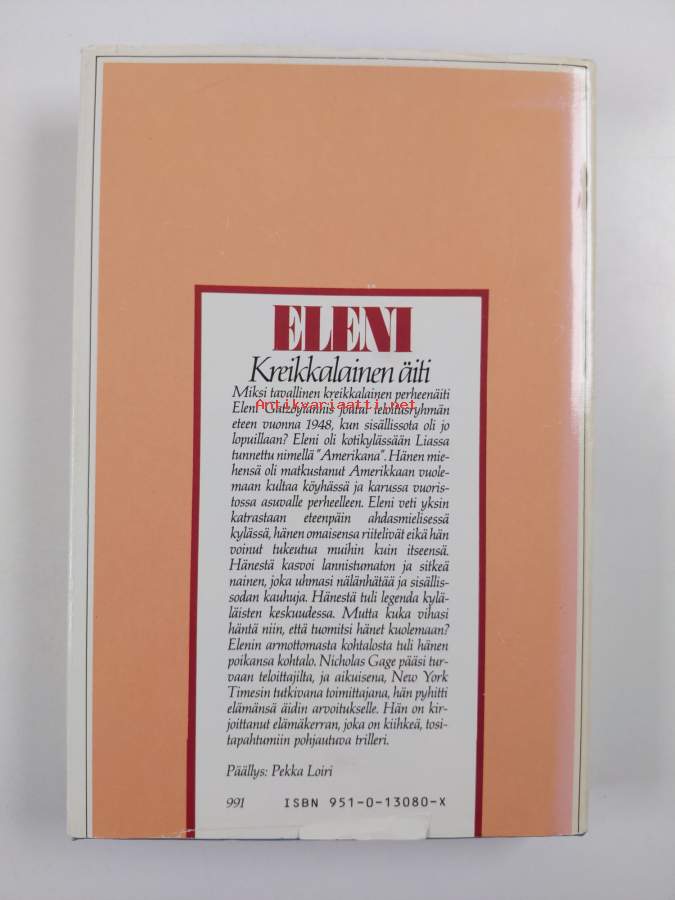 ELENI
Kreikkalainen äiti
Miksi tavallinen kreikkalainen perheenäiti
Antikvariaatti.net
Eleni Gatzoyiannis joutui teloitusryhmän
eteen vuonna 1948, kun sisällissota oli jo
lopuillaan? Eleni oli kotikylässään Liassa
tunnettu nimellä "Amerikana". Hänen mie-
hensä oli matkustanut Amerikkaan vuole-
maan kultaa köyhässä ja karussa vuoris-
tossa asuvalle perheelleen. Eleni veti yksin
katrastaan eteenpäin ahdasmielisessä
kylässä, hänen omaisensa riitelivät eikä hän
voinut tukeutua muihin kuin itseensä.
Hänestä kasvoi lannistumaton ja sitkeä
nainen, joka uhmasi nälänhätää ja sisällis-
sodan kauhuja. Hänestä tuli legenda kylä-
läisten keskuudessa. Mutta kuka vihasi
häntä niin, että tuomitsi hänet kuolemaan?
Elenin armottomasta kohtalosta tuli hänen
poikansa kohtalo. Nicholas Gage pääsi tur-
vaan teloittajilta, ja aikuisena, New York
Timesin tutkivana toimittajana, hän pyhitti
elämänsä äidin arvoitukselle. Hän on kir-
joittanut elämäkerran, joka on kiihkeä, tosi-
tapahtumiin pohjautuva trilleri.
Päällys: Pekka Loiri
991 ISBN 951-0-13080-X